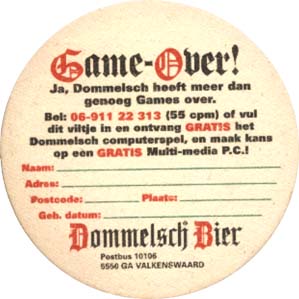 Game-Over!
Ja, Dommelsch heeft meer dan
genoeg Games over.
Bel: 06-911 22 313 (55 cpm) of vul
dit viltje in en ontvang GRATIS het
Dommelsch computerspel, en maak kans
op een GRATIS Multi-media P.C.!
Naam:
Adres:
Postcode: Plaats:
Geb. datum:
Dommelsch Bier
Postbus 10106
5550 GA VALKENSWAARD